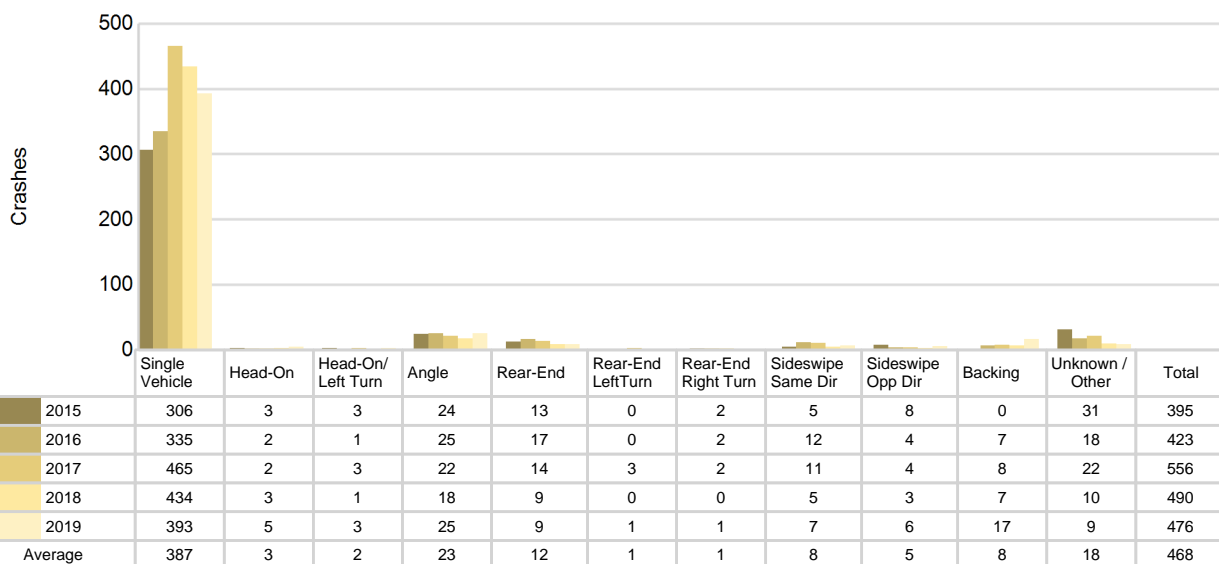 500
400
300
200
100
0
Crashes
Single Vehicle Head-On Head-On/ Left Turn Angle Rear-End Rear-End LeftTurn Rear-End Right Turn Sideswipe Same Dir Sideswipe Opp Dir Backing Unknown / Other Total
2015 306 3 3 24 13 0 2 5 8 0 31 395
2016 335 2 1 25 17 0 2 12 4 7 18 423
2017 465 2 3 22 14 3 2 11 4 8 22 556
2018 434 3 1 18 9 0 0 5 3 7 10 490
2019 393 5 3 25 9 1 1 7 6 17 9 476
Average 387 3 2 23 12 1 1 8 5 8 18 468